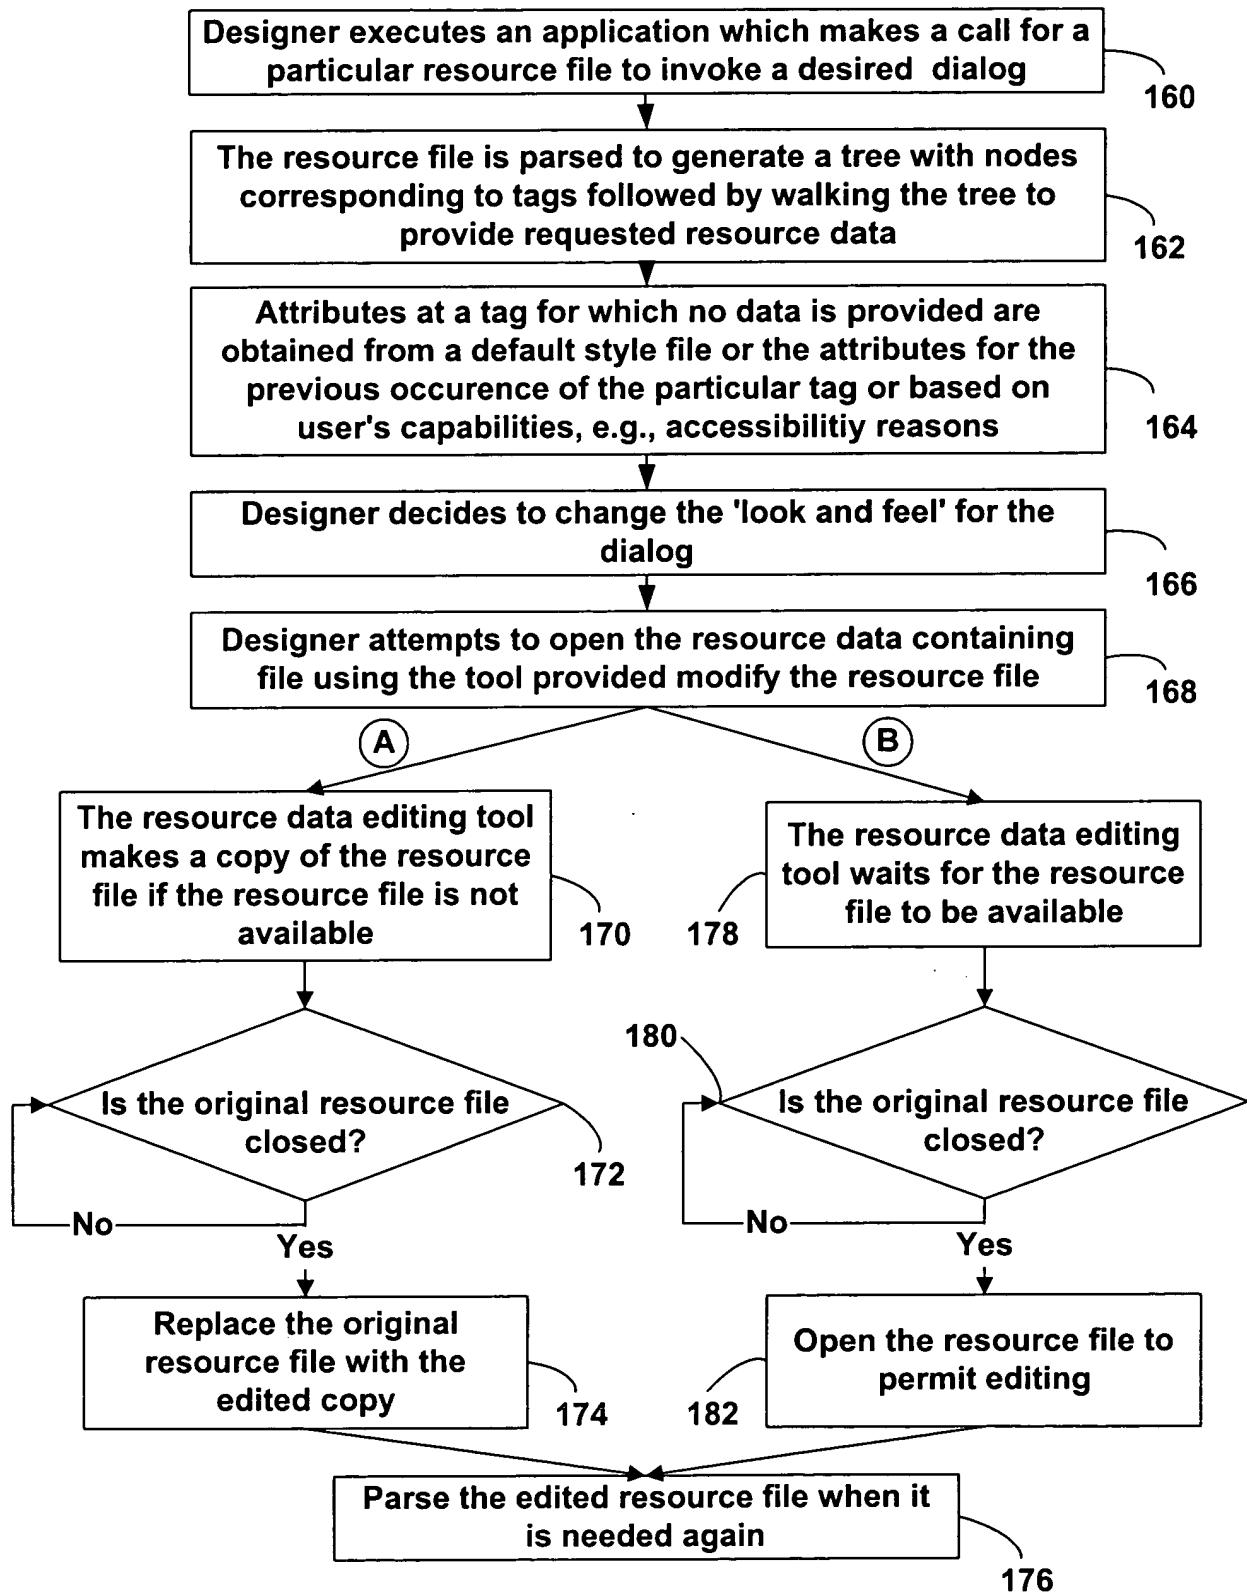 Designer executes an application which makes a call for a
particular resource file to invoke a desired dialog
160
The resource file is parsed to generate a tree with nodes
corresponding to tags followed by walking the tree to
provide requested resource data
162
Attributes at a tag for which no data is provided are
obtained from a default style file or the attributes for the
previous occurence of the particular tag or based on
user's capabilities, e.g., accessibilitiy reasons
164
Designer decides to change the 'look and feel' for the
dialog
166
Designer attempts to open the resource data containing
file using the tool provided modify the resource file
168
A
B
The resource data editing tool
makes a copy of the resource
file if the resource file is not
available
170
The resource data editing
tool waits for the resource
file to be available
178
Is the original resource file
closed?
172
No
Yes
180
Is the original resource file
closed?
No
Yes
Replace the original
resource file with the
edited copy
174
Open the resource file to
permit editing
182
Parse the edited resource file when it
is needed again
176